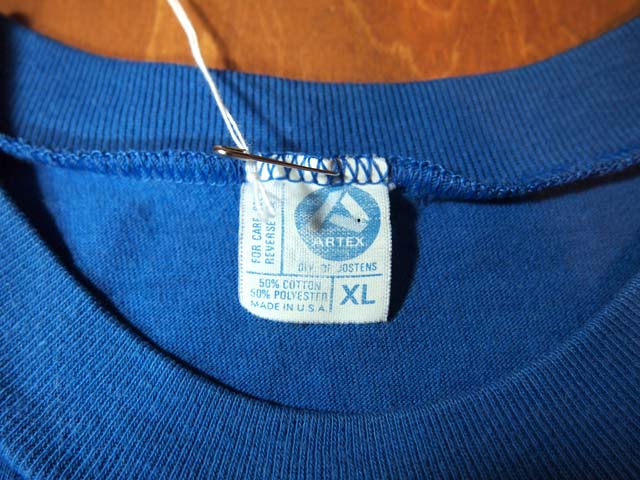 FOR CARE
REVERSE
ARTEX
DIV. OF JOSTENS
50% COTTON
50% POLYESTER
MADE IN U.S.A.
XL